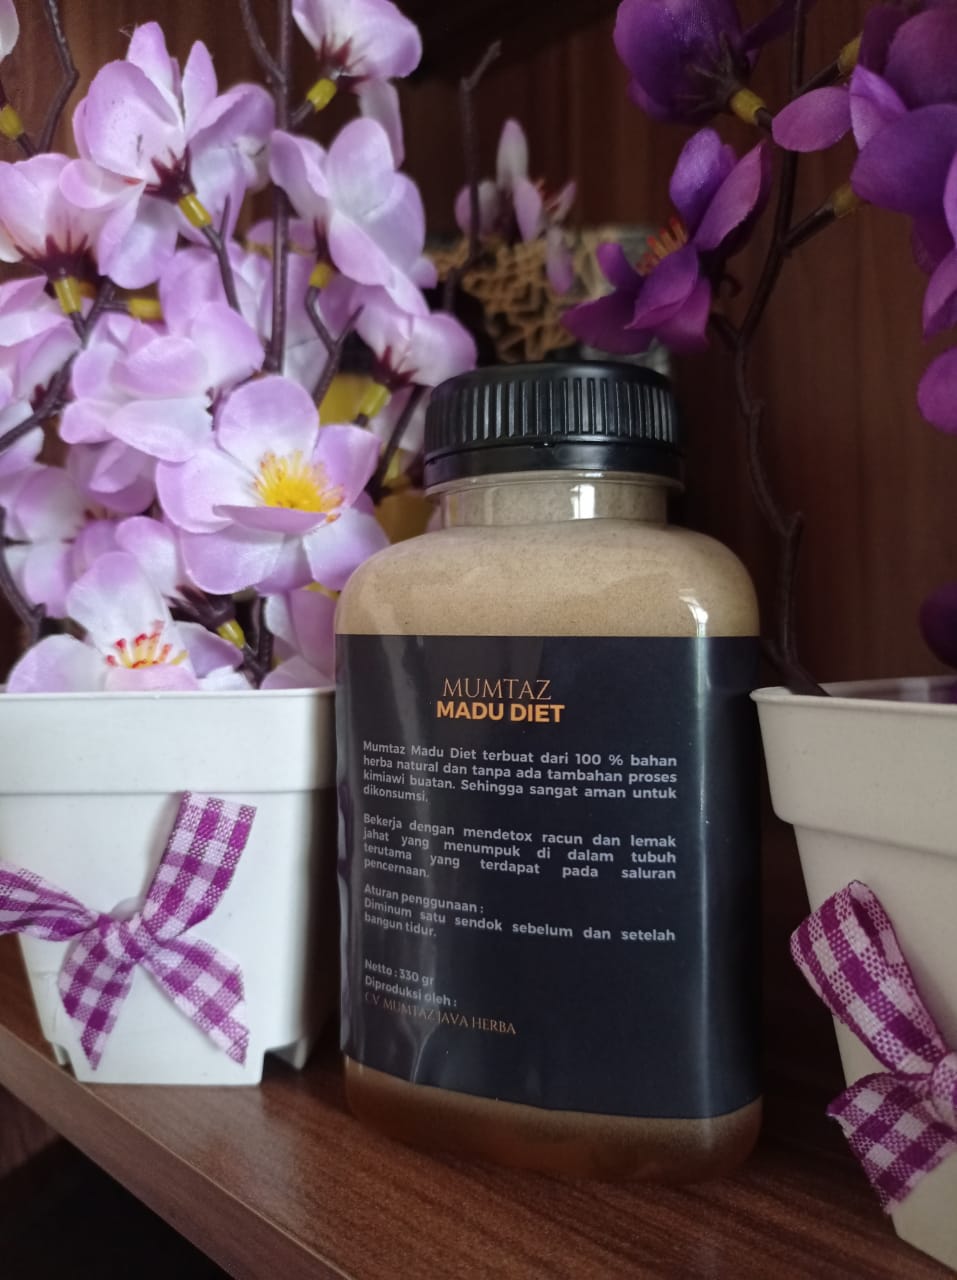 MUMTAZ
MADU DIET
Mumtaz Madu Diet terbuat dari 100 % bahan
herba natural dan tanpa ada tambahan proses
kimiawi buatan. Sehingga sangat aman untuk
dikonsumsi.
Bekerja dengan mendetox racun dan lemak
jahat yang menumpuk di dalam tubuh
terutama yang terdapat pada saluran
pencernaan.
Aturan penggunaan :
Diminum satu sendok sebelum dan setelah
bangun tidur.
Netto : 330 gr
Diproduksi oleh :
CV MUMTAZ JAVA HERBA